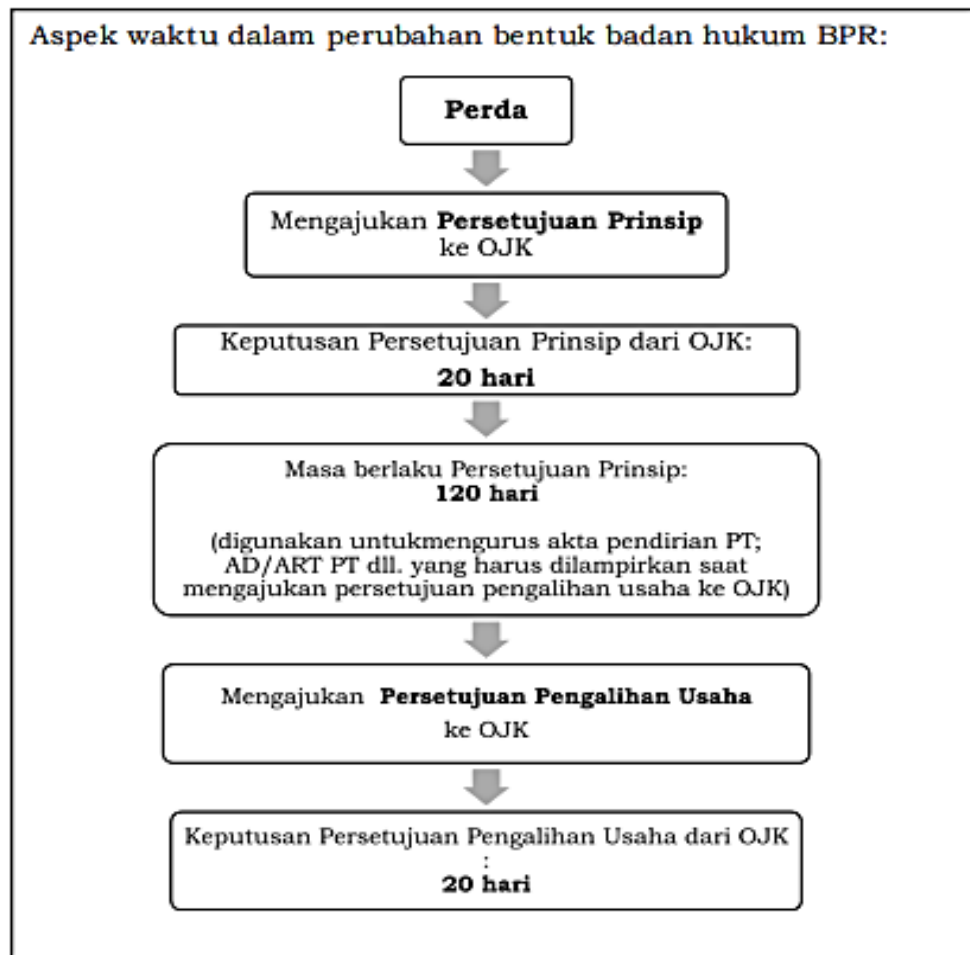 Aspek waktu dalam perubahan bentuk badan hukum BPR:
Perda
Mengajukan Persetujuan Prinsip
ke OJK
Keputusan Persetujuan Prinsip dari OJK:
20 hari
Masa berlaku Persetujuan Prinsip:
120 hari
(digunakan untukmengurus akta pendirian PT;
AD/ART PT dll. yang harus dilampirkan saat
mengajukan persetujuan pengalihan usaha ke OJK)
Mengajukan Persetujuan Pengalihan Usaha
ke OJK
Keputusan Persetujuan Pengalihan Usaha dari OJK
:
20 hari